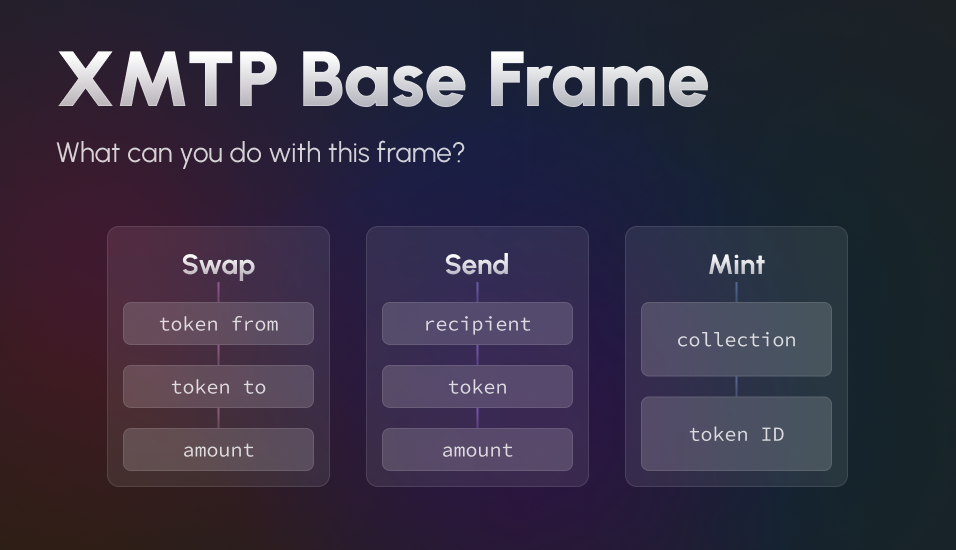 XMTP Base Frame
What can you do with this frame?
Swap
token from
token to
amount
Send
recipient
token
amount
Mint
collection
token ID